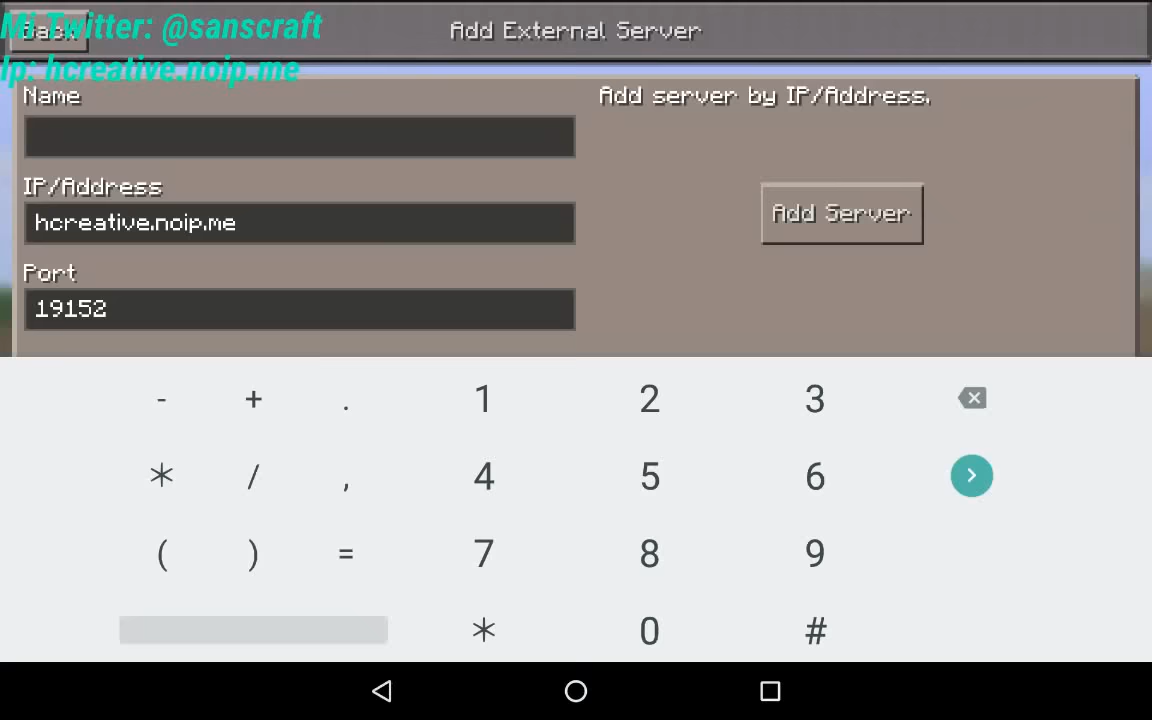 Mi Twitter: @sanscraft
Back
Add External Server
Ip: hcreative.noip.me
Name
Add server by IP/Address.
IP/Address
hcreative.noip.me
Add Server
Port
19152
- + . 1 2 3
* / , 4 5 6
( ) = 7 8 9
* 0 #